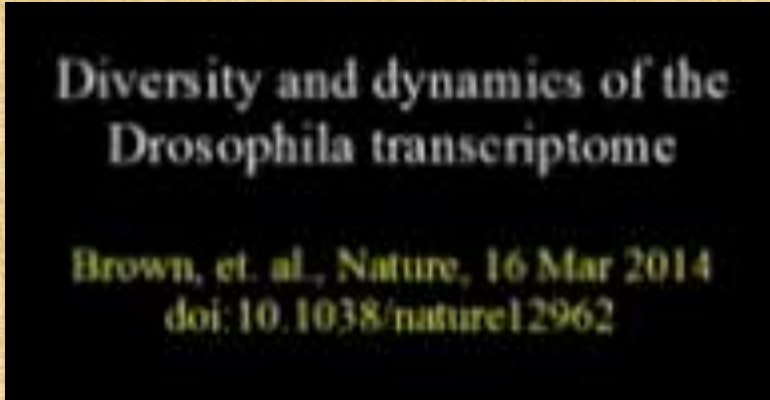 Diversity and dynamics of the
Drosophila transcriptome
Brown, et. al., Nature, 16 Mar 2014
doi:10.1038/nature12962